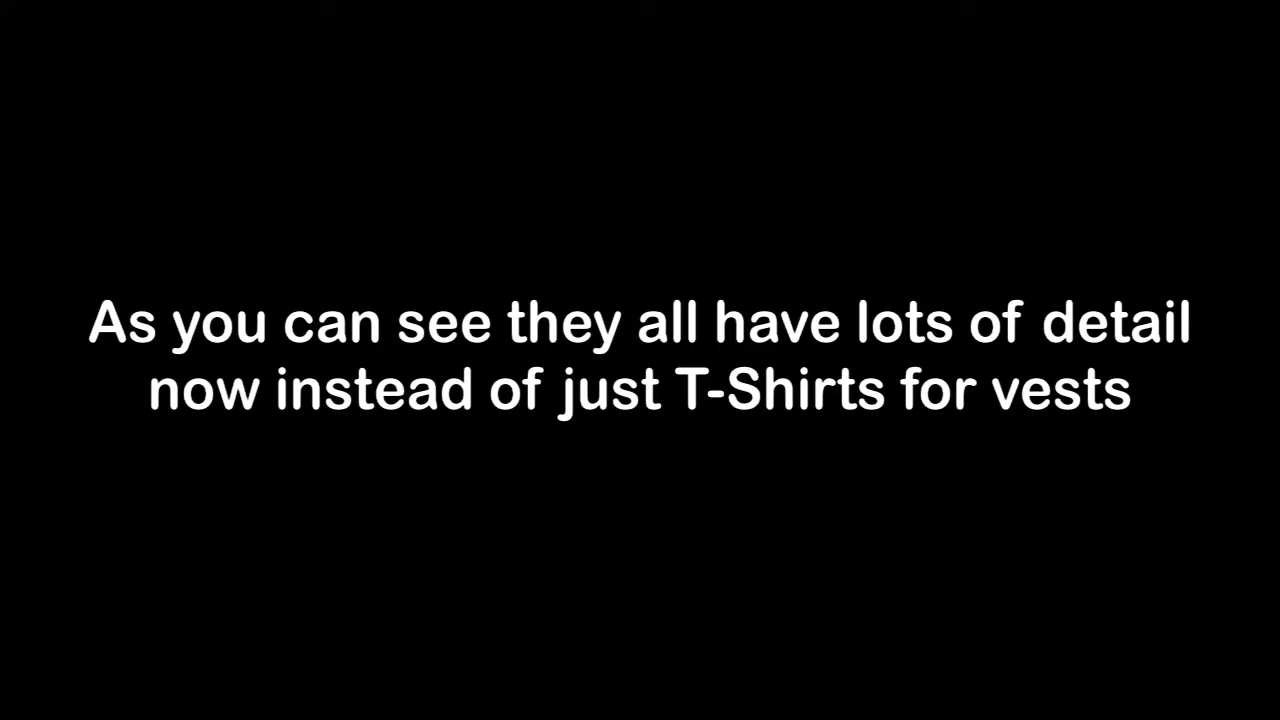 As you can see they all have lots of detail
now instead of just T-Shirts for vests